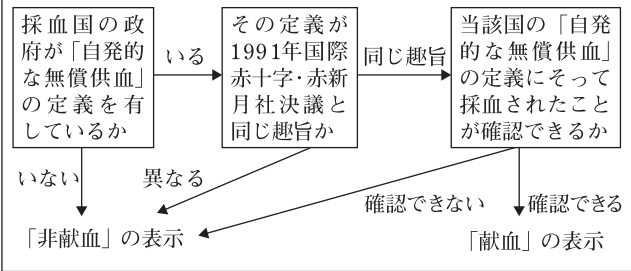 採血国の政
府が「自発的
な無償供血」
の定義を有
しているか
いる
その定義が
1991年国際
赤十字・赤新
月社決議と
同じ趣旨か
同じ趣旨
当該国の「自発
的な無償供血」
の定義にそって
採血されたこと
が確認できるか
いない
異なる
確認できない
確認できる
「非献血」の表示
「献血」の表示